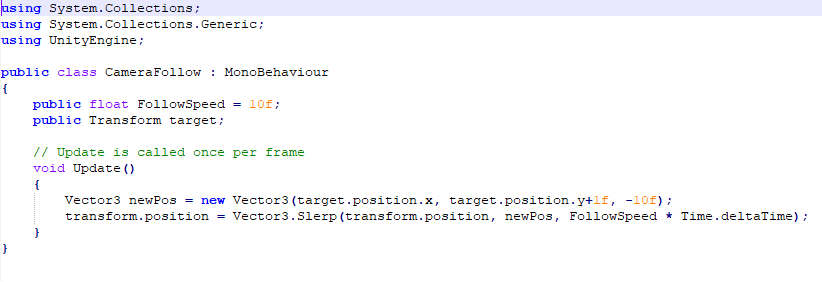 using System.Collections;
using System.Collections.Generic;
using UnityEngine;

public class CameraFollow : MonoBehaviour
{
    public float FollowSpeed = 10f;
    public Transform target;

    // Update is called once per frame
    void Update()
    {
        Vector3 newPos = new Vector3(target.position.x, target.position.y+1f, -10f);
        transform.position = Vector3.Slerp(transform.position, newPos, FollowSpeed * Time.deltaTime);
    }
}